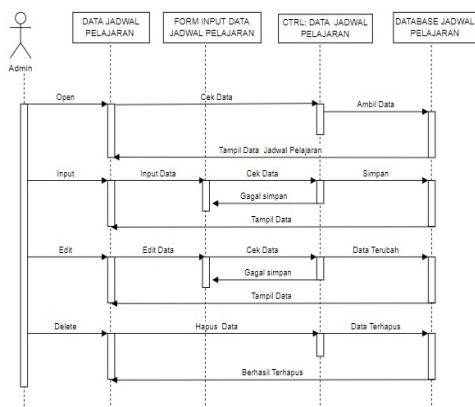 DATA JADWAL
PELAJARAN
FORM INPUT DATA
JADWAL PELAJARAN
CTRL: DATA JADWAL
PELAJARAN
DATABASE JADWAL
PELAJARAN
Admin
Open
Cek Data
Ambil Data
Tampil Data Jadwal Pelajaran
Input
Input Data
Cek Data
Simpan
Gagal simpan
Tampil Data
Edit
Edit Data
Cek Data
Data Terubah
Gagal simpan
Tampil Data
Delete
Hapus Data
Data Terhapus
Berhasil Terhapus